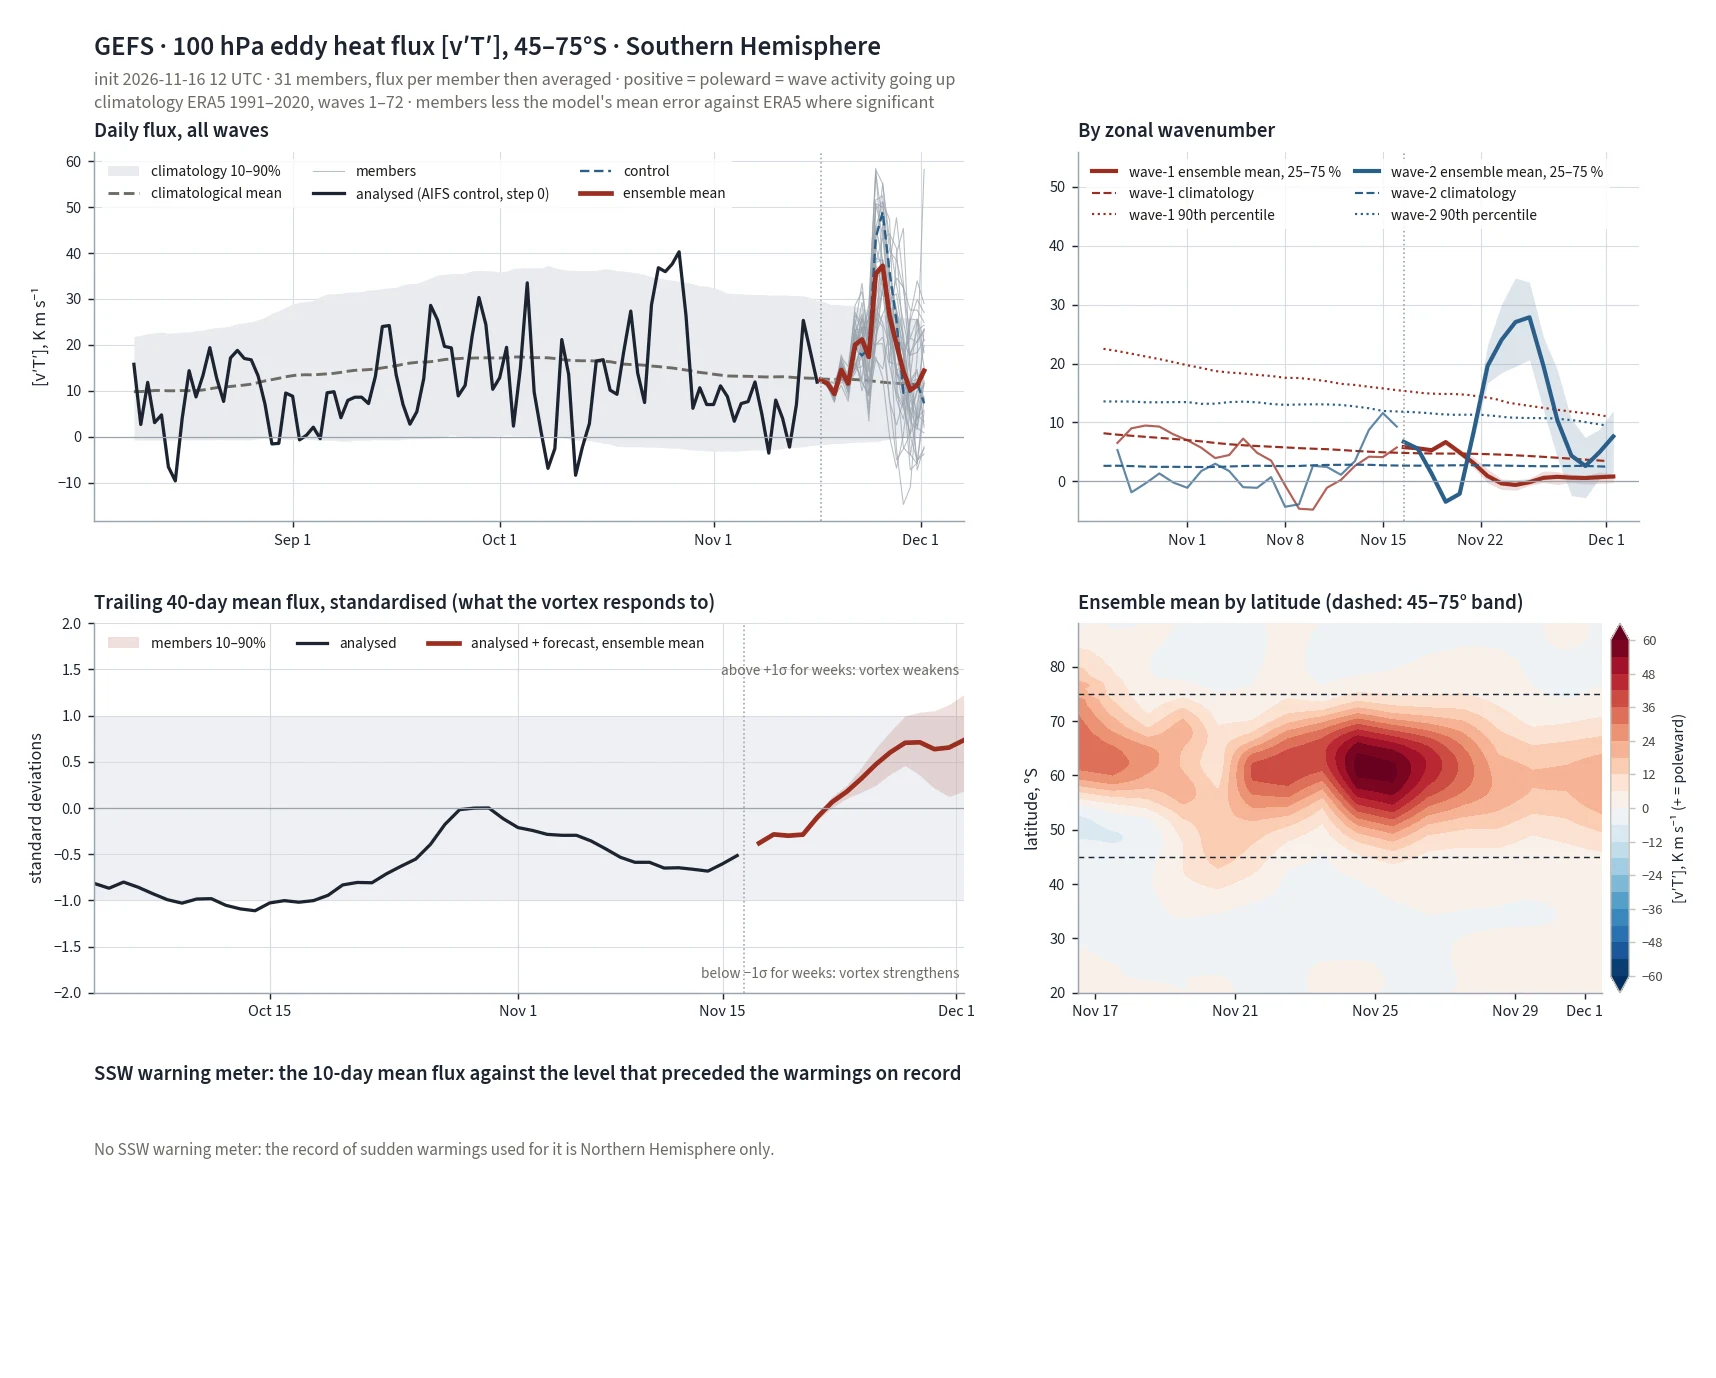 GEFS · 100 hPa eddy heat flux [v′T′], 45–75°S · Southern Hemisphere
init 2026-11-16 12 UTC · 31 members, flux per member then averaged · positive = poleward = wave activity going up
climatology ERA5 1991–2020, waves 1–72 · members less the model's mean error against ERA5 where significant
Daily flux, all waves
climatology 10–90%
members
control
climatological mean
analysed (AIFS control, step 0)
ensemble mean
60
50
40
30
20
10
0
−10
[v′T′], K m s⁻¹
Sep 1
Oct 1
Nov 1
Dec 1
By zonal wavenumber
wave-1 ensemble mean, 25–75 %
wave-2 ensemble mean, 25–75 %
wave-1 climatology
wave-2 climatology
wave-1 90th percentile
wave-2 90th percentile
50
40
30
20
10
0
Nov 1
Nov 8
Nov 15
Nov 22
Dec 1
Trailing 40-day mean flux, standardised (what the vortex responds to)
members 10–90%
analysed
analysed + forecast, ensemble mean
above +1σ for weeks: vortex weakens
below −1σ for weeks: vortex strengthens
2.0
1.5
1.0
0.5
0.0
−0.5
−1.0
−1.5
−2.0
standard deviations
Oct 15
Nov 1
Nov 15
Dec 1
Ensemble mean by latitude (dashed: 45–75° band)
80
70
60
50
40
30
20
latitude, °S
Nov 17
Nov 21
Nov 25
Nov 29
Dec 1
60
48
36
24
12
0
−12
−24
−36
−48
−60
[v′T′], K m s⁻¹ (+ = poleward)
SSW warning meter: the 10-day mean flux against the level that preceded the warmings on record
No SSW warning meter: the record of sudden warmings used for it is Northern Hemisphere only.